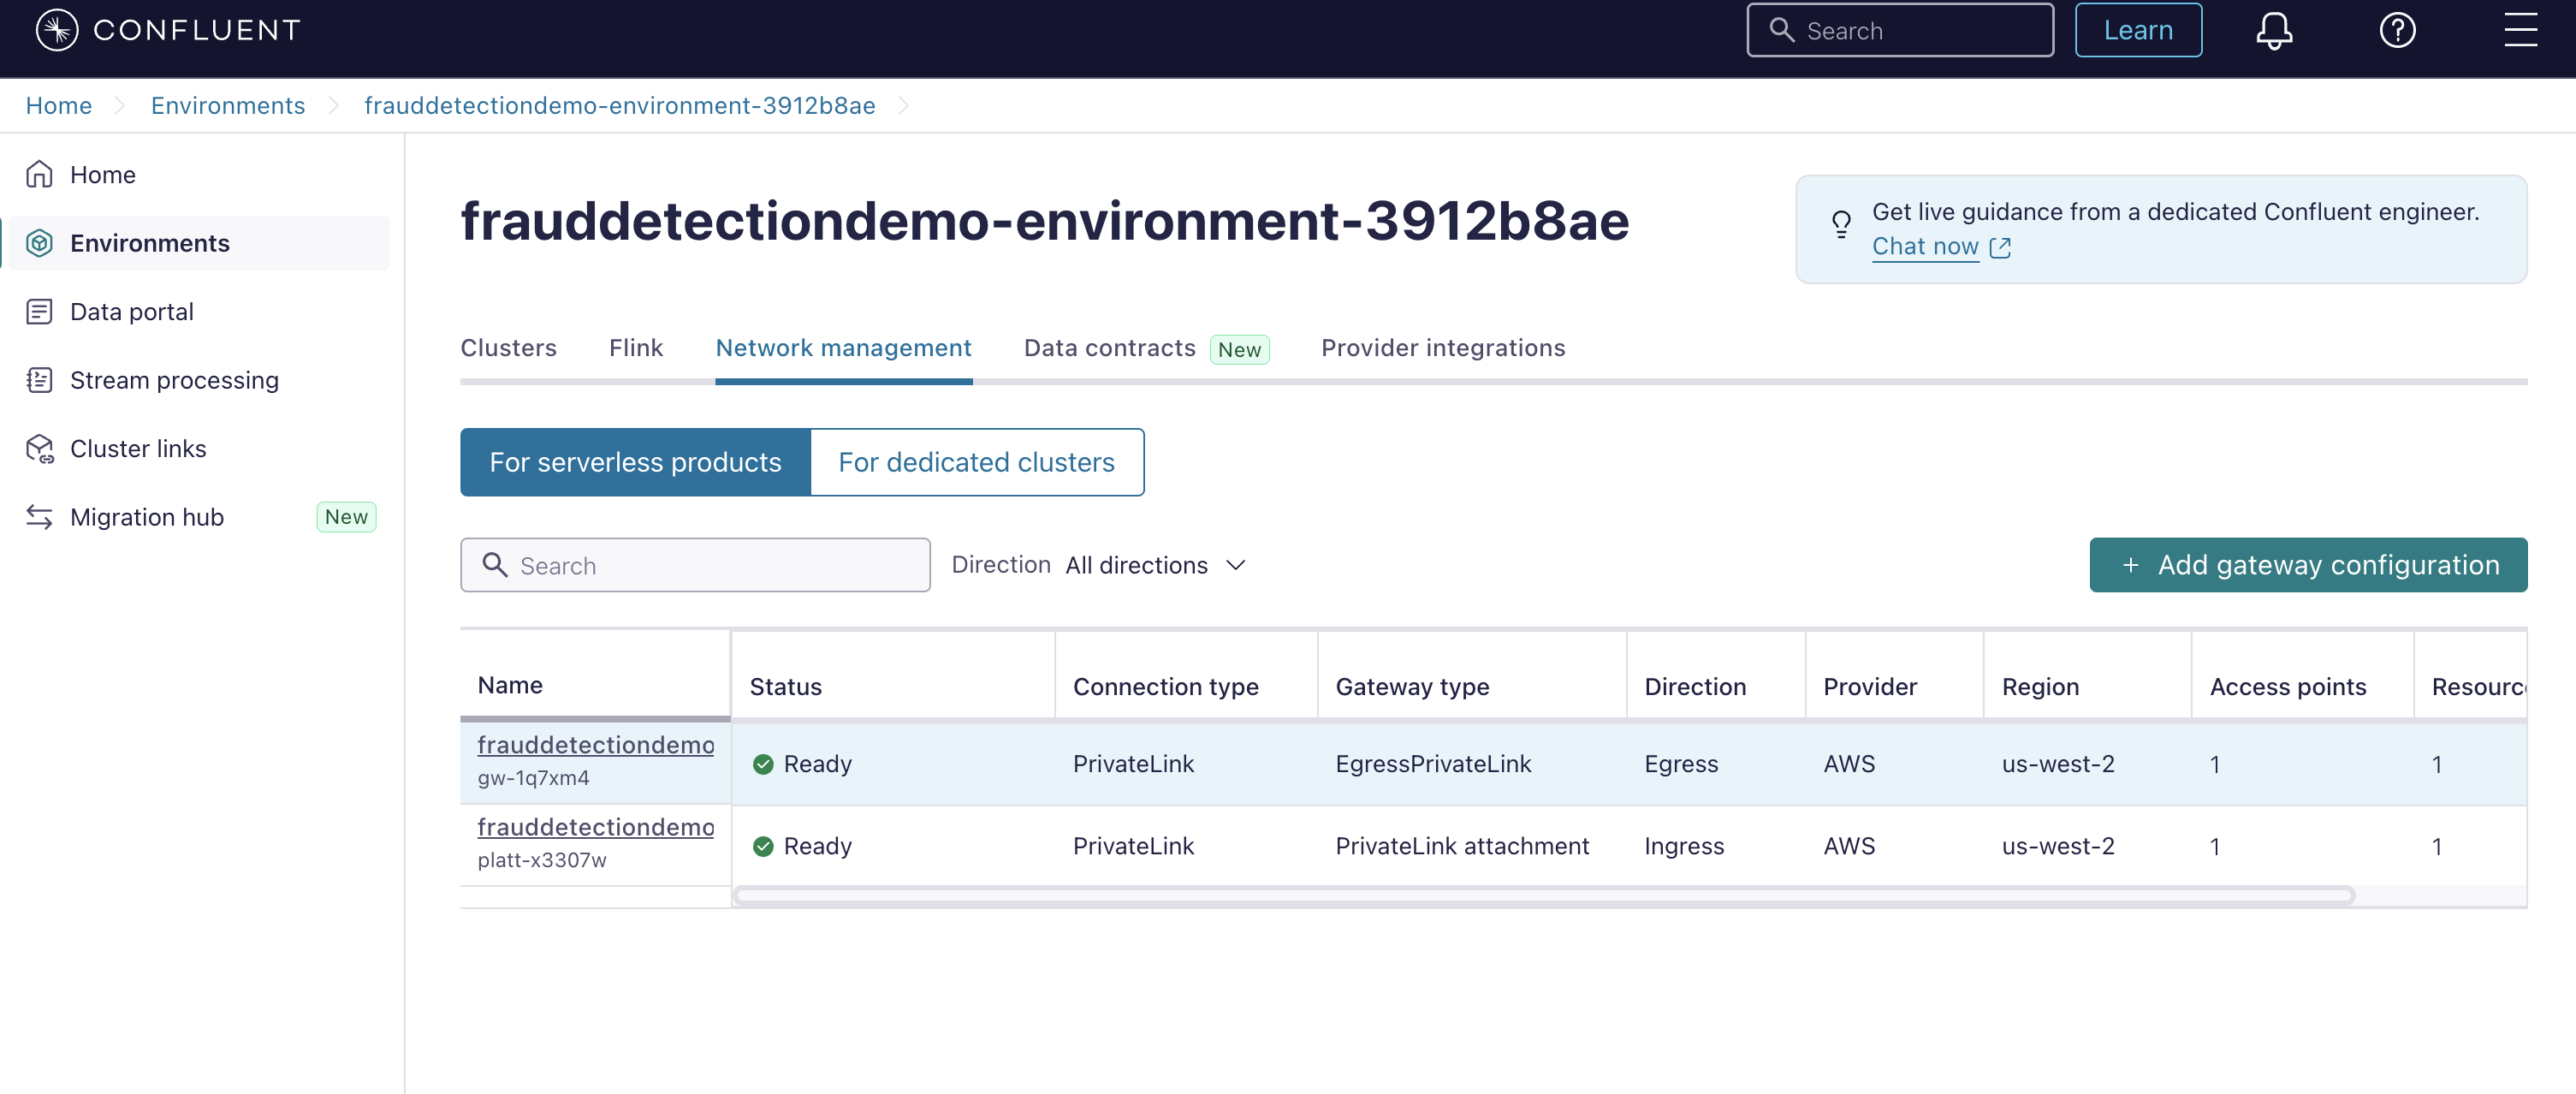 CONFLUENT
Search
Learn
Home
Environments
frauddetectiondemo-environment-3912b8ae
Home
Environments
Data portal
Stream processing
Cluster links
Migration hub New
frauddetectiondemo-environment-3912b8ae
Get live guidance from a dedicated Confluent engineer.
Chat now
Clusters Flink Network management Data contracts New Provider integrations
For serverless products For dedicated clusters
Search Direction All directions + Add gateway configuration
Name Status Connection type Gateway type Direction Provider Region Access points Resourc
frauddetectiondemo
gw-1q7xm4
Ready PrivateLink EgressPrivateLink Egress AWS us-west-2 1 1
frauddetectiondemo
platt-x3307w
Ready PrivateLink PrivateLink attachment Ingress AWS us-west-2 1 1